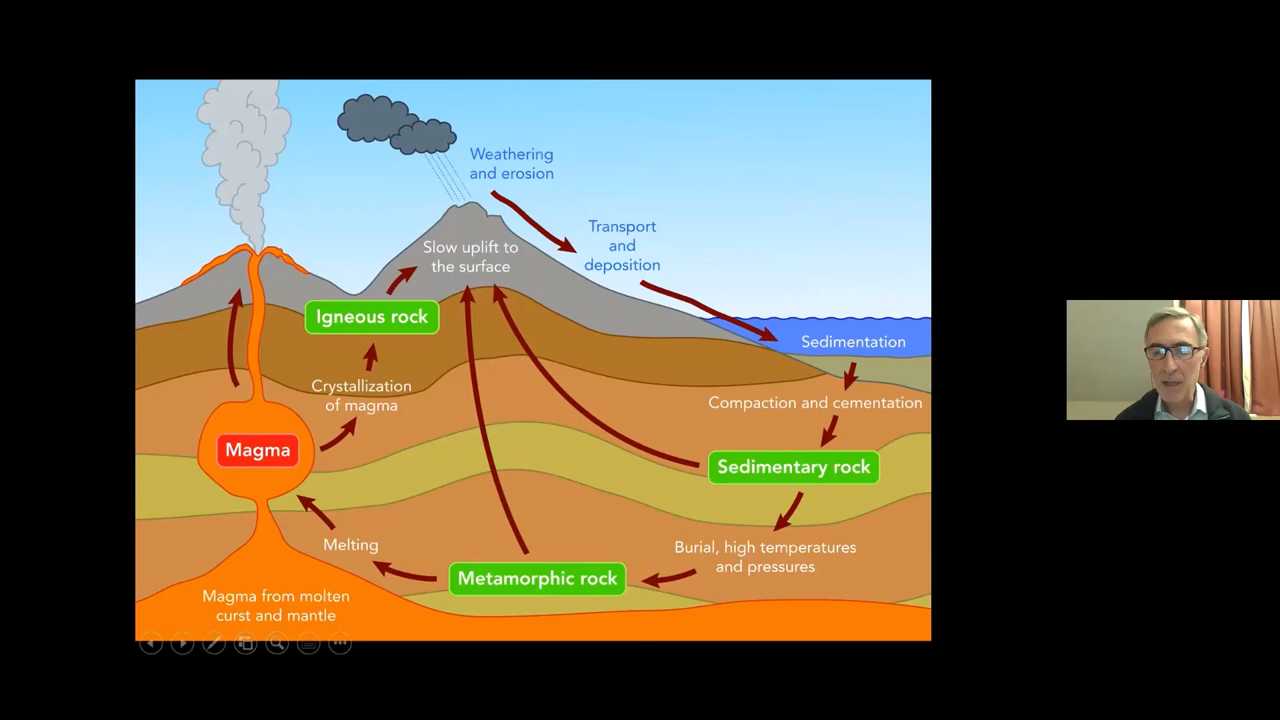 Weathering
and erosion
Transport
and
deposition
Slow uplift to
the surface
Igneous rock
Sedimentation
Crystallization
of magma
Compaction and cementation
Magma
Sedimentary rock
Melting
Burial, high temperatures
and pressures
Metamorphic rock
Magma from molten
curst and mantle